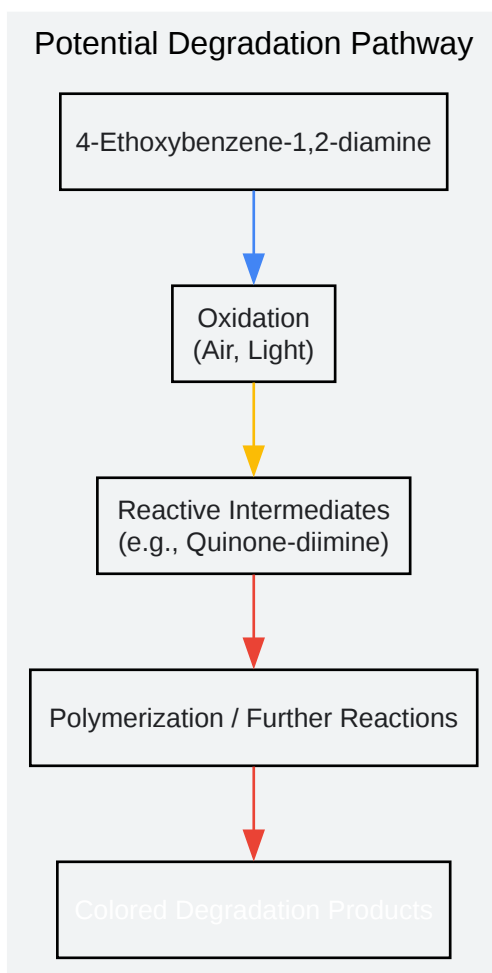 Potential Degradation Pathway
4-Ethoxybenzene-1,2-diamine
Oxidation
(Air, Light)
Reactive Intermediates
(e.g., Quinone-diimine)
Polymerization / Further Reactions
Colored Degradation Products